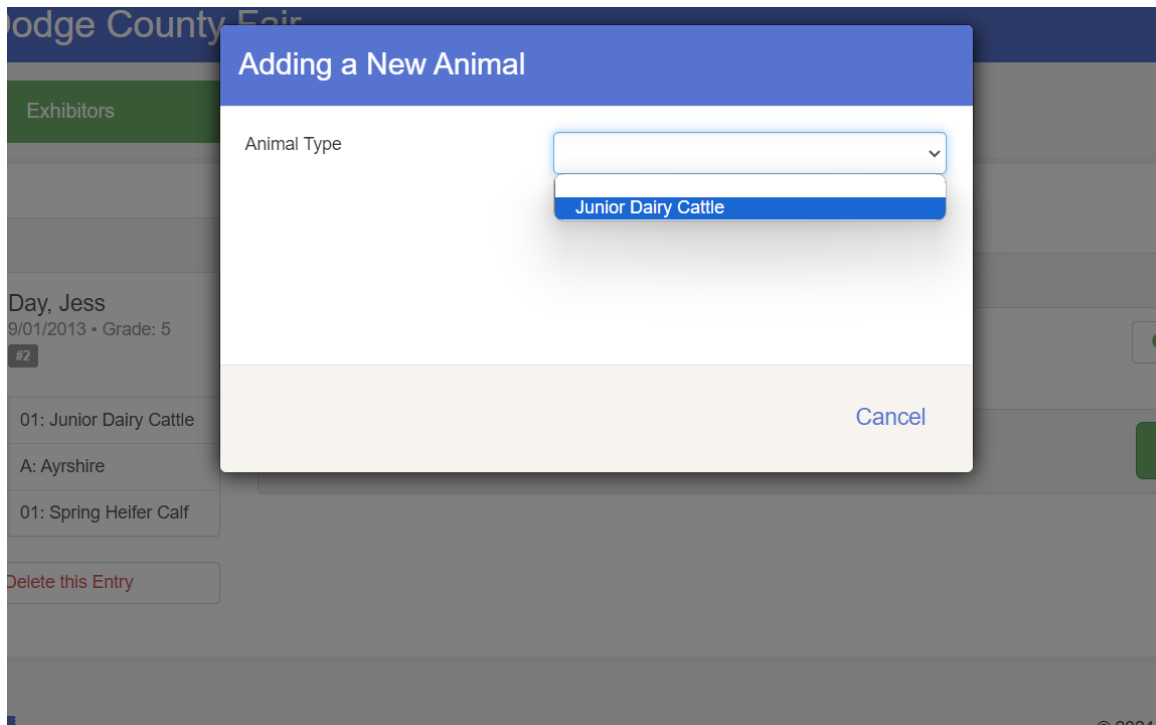 odge County Fair
Adding a New Animal
Exhibitors
Animal Type
Junior Dairy Cattle
Day, Jess
9/01/2013 • Grade: 5
#2
01: Junior Dairy Cattle
A: Ayrshire
01: Spring Heifer Calf
Cancel
Delete this Entry
© 2024